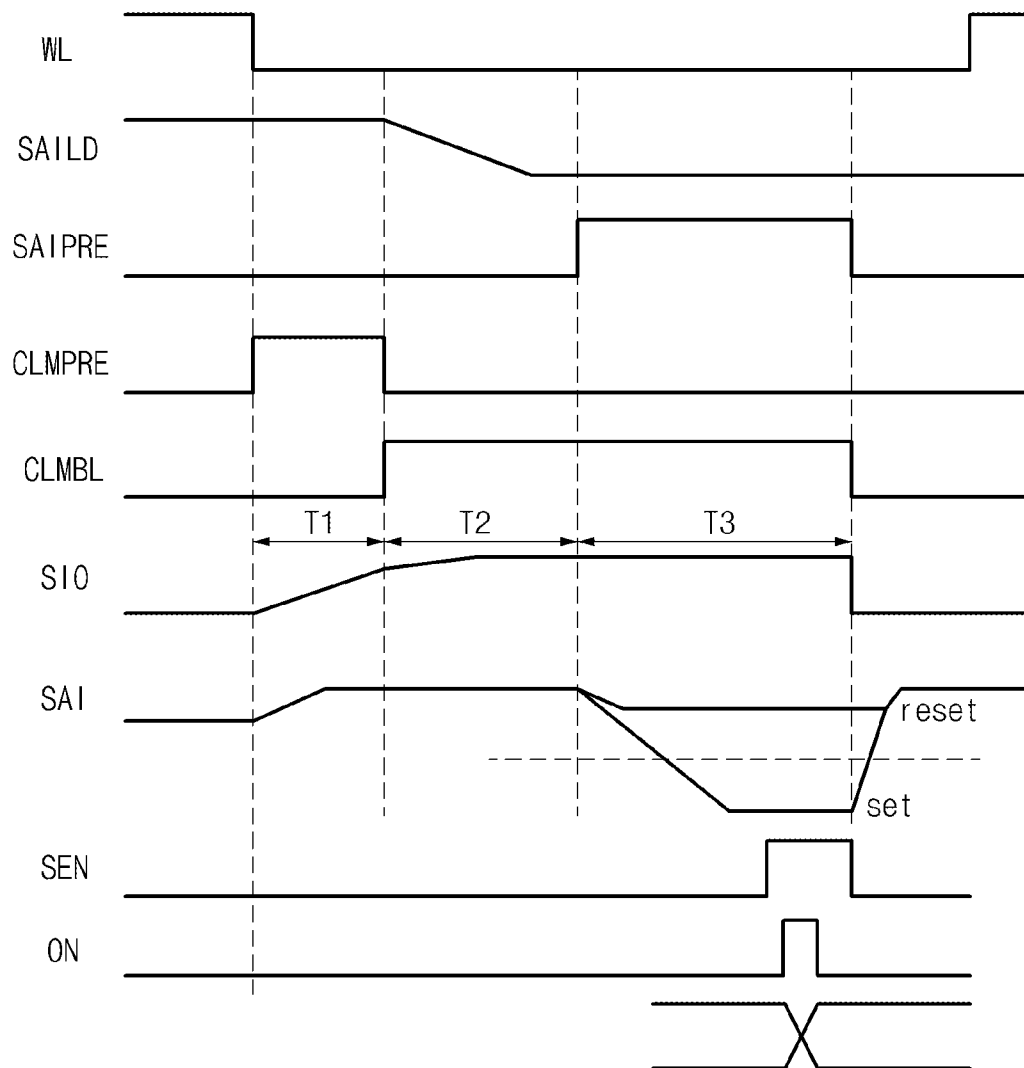 WL
SAILD
SAIPRE
CLMPRE
CLMBL
T1 T2 T3
SIO
SAI
reset
set
SEN
ON